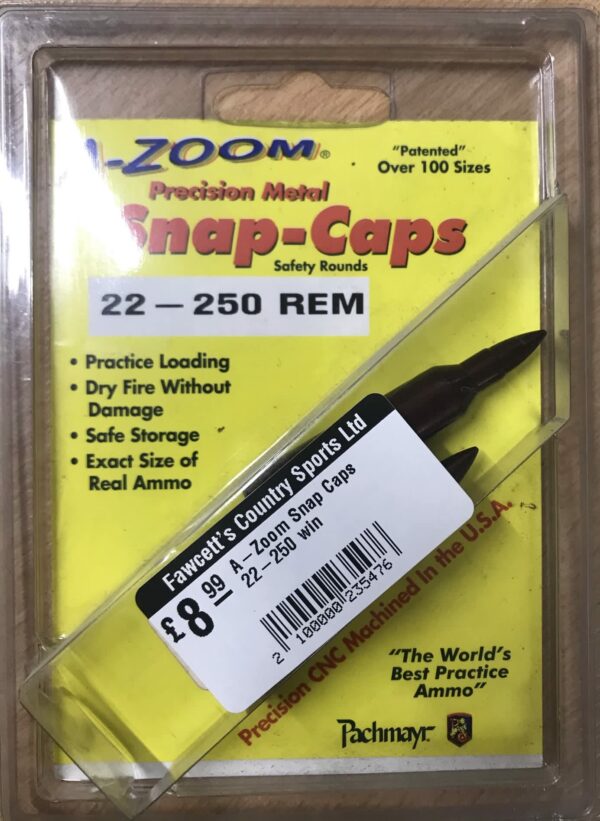 A-ZOOM®
"Patented"
Over 100 Sizes
Precision Metal
Snap-Caps
Safety Rounds
22 – 250 REM
• Practice Loading
• Dry Fire Without
Damage
• Safe Storage
• Exact Size of
Real Ammo
Fawcett's Country Sports Ltd
£8.99
A-Zoom Snap Caps
22-250 win
2 100000 235476
Precision CNC Machined In the U.S.A.
"The World's
Best Practice
Ammo"
Pachmayr